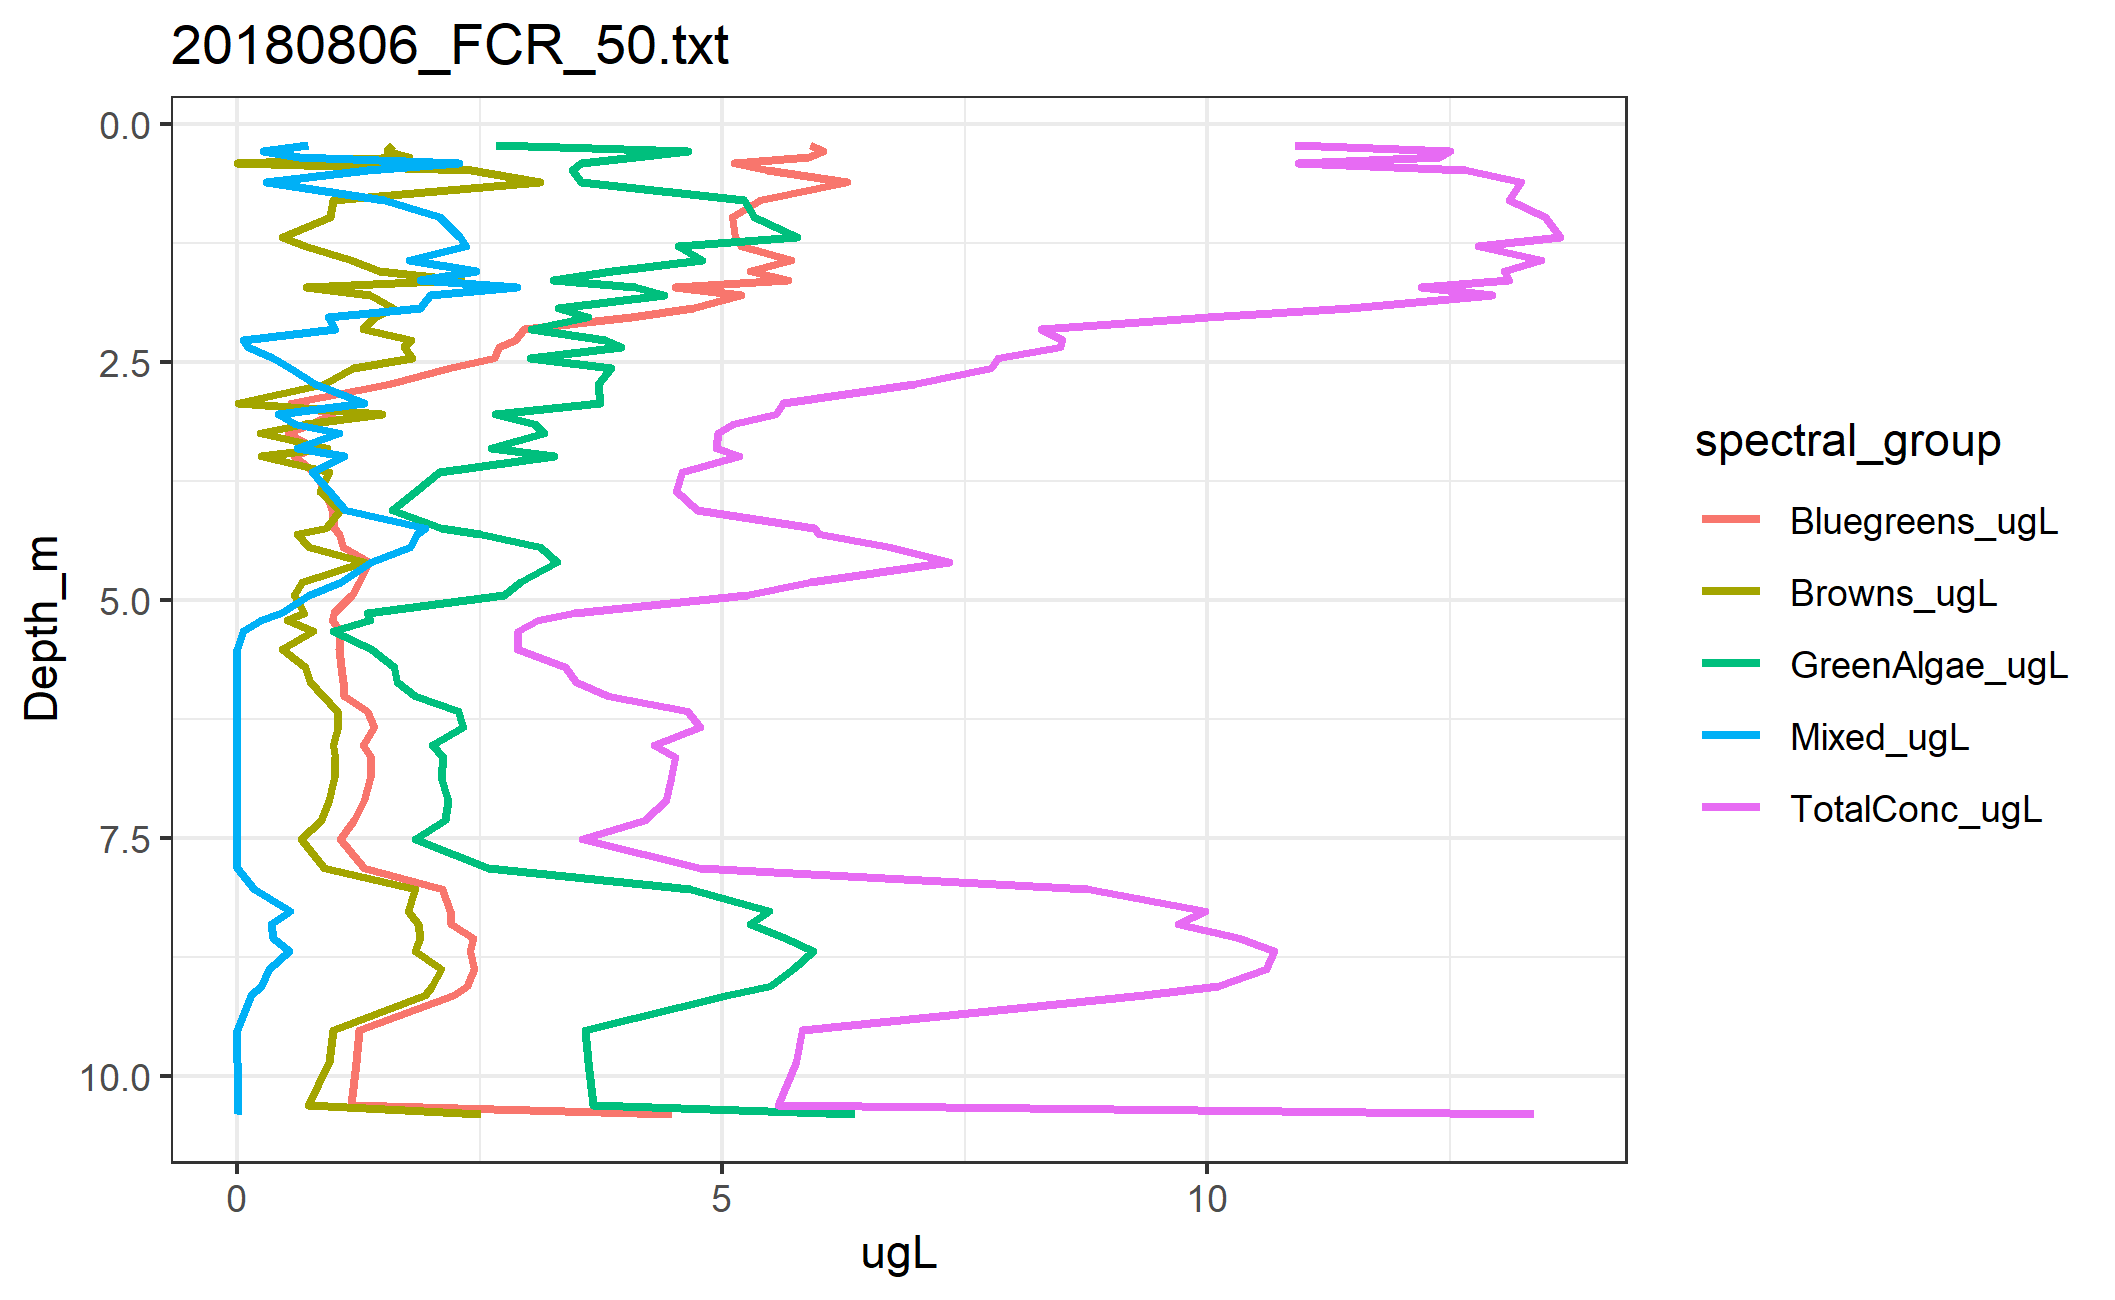 20180806_FCR_50.txt
0.0
2.5
5.0
7.5
10.0
Depth_m
0
5
10
ugL
spectral_group
Bluegreens_ugL
Browns_ugL
GreenAlgae_ugL
Mixed_ugL
TotalConc_ugL